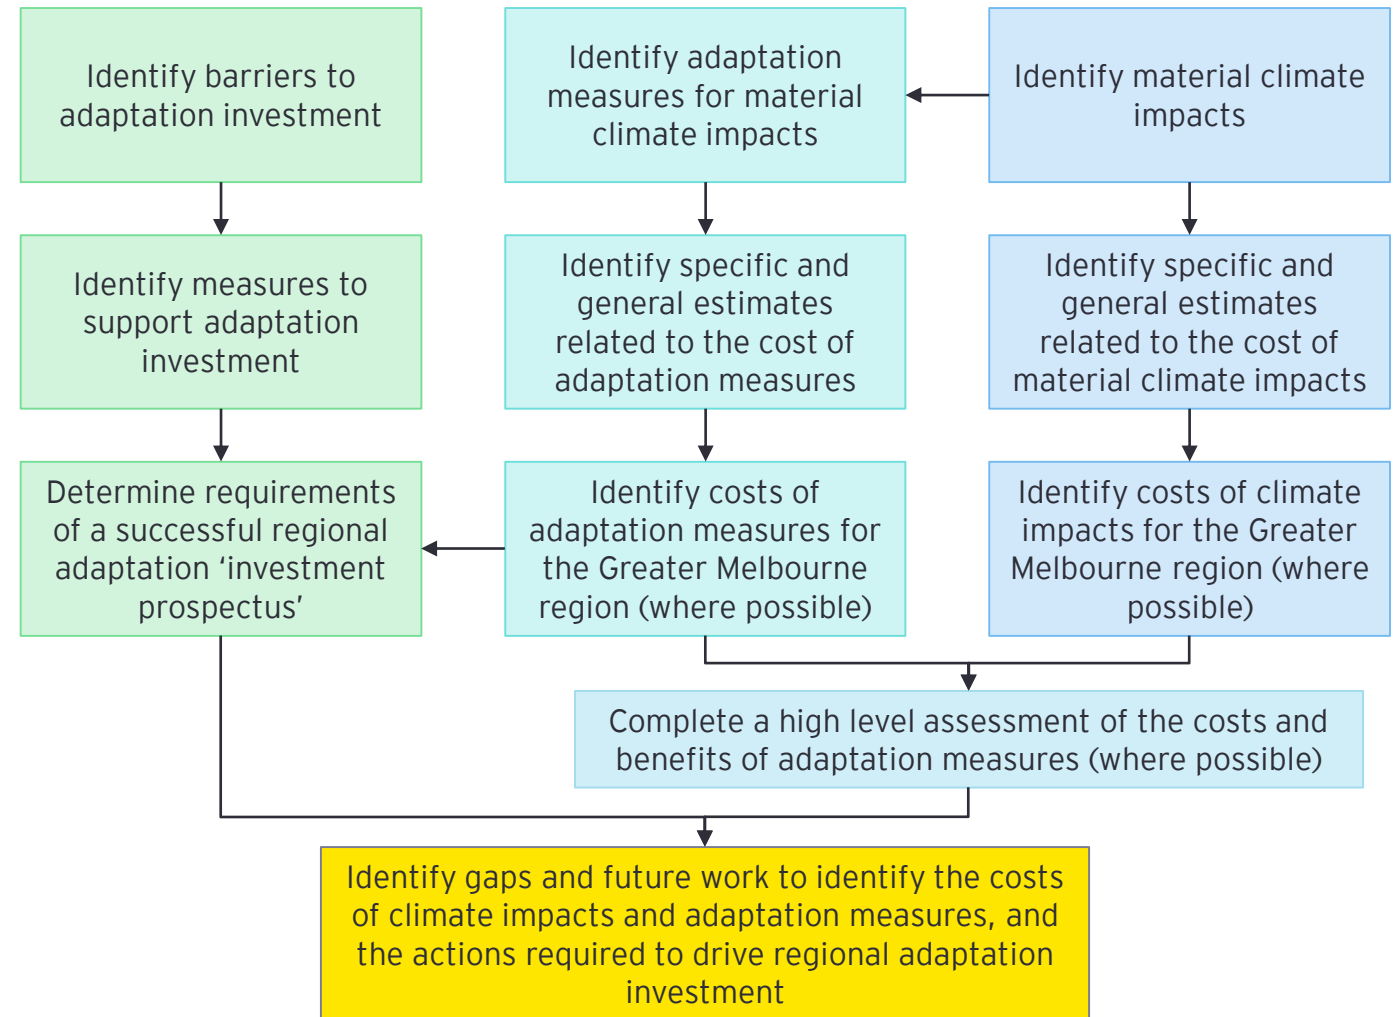 Identify barriers to
adaptation investment
Identify adaptation
measures for material
climate impacts
Identify material climate
impacts
Identify measures to
support adaptation
investment
Identify specific and
general estimates
related to the cost of
adaptation measures
Identify specific and
general estimates
related to the cost of
material climate impacts
Determine requirements
of a successful regional
adaptation ‘investment
prospectus’
Identify costs of
adaptation measures for
the Greater Melbourne
region (where possible)
Identify costs of climate
impacts for the Greater
Melbourne region (where
possible)
Complete a high level assessment of the costs and
benefits of adaptation measures (where possible)
Identify gaps and future work to identify the costs
of climate impacts and adaptation measures, and
the actions required to drive regional adaptation
investment